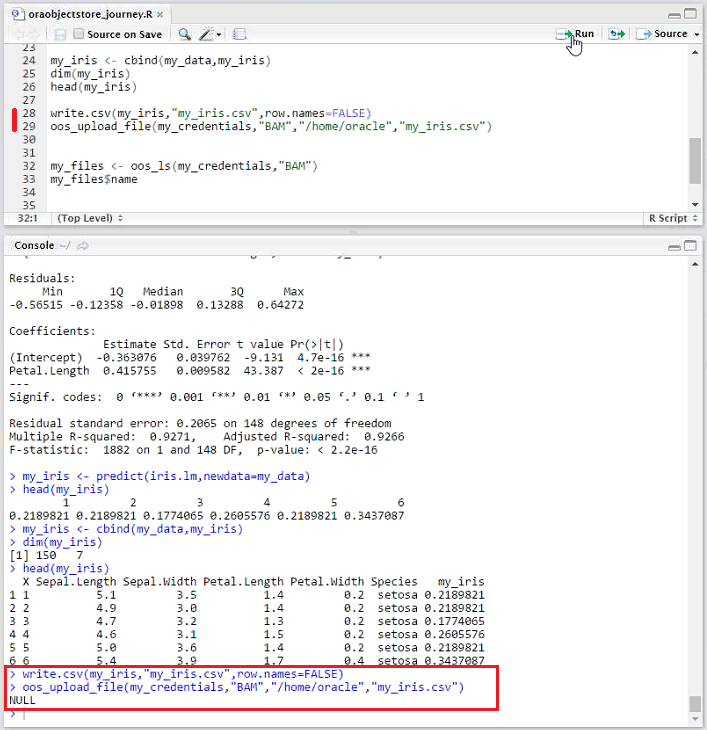 oraobjectstore_journey.R ×
Source on Save
Run
Source
23
24 my_iris <- cbind(my_data,my_iris)
25 dim(my_iris)
26 head(my_iris)
27
28 write.csv(my_iris,"my_iris.csv",row.names=FALSE)
29 oos_upload_file(my_credentials,"BAM","/home/oracle","my_iris.csv")
30
31
32 my_files <- oos_ls(my_credentials,"BAM")
33 my_files$name
34
35
32:1 (Top Level)
R Script
Console ~/
Residuals:
Min 1Q Median 3Q Max
-0.56515 -0.12358 -0.01898 0.13288 0.64272
Coefficients:
Estimate Std. Error t value Pr(>|t|)
(Intercept) -0.363076 0.039762 -9.131 4.7e-16 ***
Petal.Length 0.415755 0.009582 43.387 < 2e-16 ***
---
Signif. codes: 0 ‘***’ 0.001 ‘**’ 0.01 ‘*’ 0.05 ‘.’ 0.1 ‘ ’ 1
Residual standard error: 0.2065 on 148 degrees of freedom
Multiple R-squared: 0.9271, Adjusted R-squared: 0.9266
F-statistic: 1882 on 1 and 148 DF, p-value: < 2.2e-16
> my_iris <- predict(iris.lm,newdata=my_data)
> head(my_iris)
1 2 3 4 5 6
0.2189821 0.2189821 0.1774065 0.2605576 0.2189821 0.3437087
> my_iris <- cbind(my_data,my_iris)
> dim(my_iris)
[1] 150 7
> head(my_iris)
X Sepal.Length Sepal.Width Petal.Length Petal.Width Species my_iris
1 1 5.1 3.5 1.4 0.2 setosa 0.2189821
2 2 4.9 3.0 1.4 0.2 setosa 0.2189821
3 3 4.7 3.2 1.3 0.2 setosa 0.1774065
4 4 4.6 3.1 1.5 0.2 setosa 0.2605576
5 5 5.0 3.6 1.4 0.2 setosa 0.2189821
6 6 5.4 3.9 1.7 0.4 setosa 0.3437087
> write.csv(my_iris,"my_iris.csv",row.names=FALSE)
> oos_upload_file(my_credentials,"BAM","/home/oracle","my_iris.csv")
NULL
>